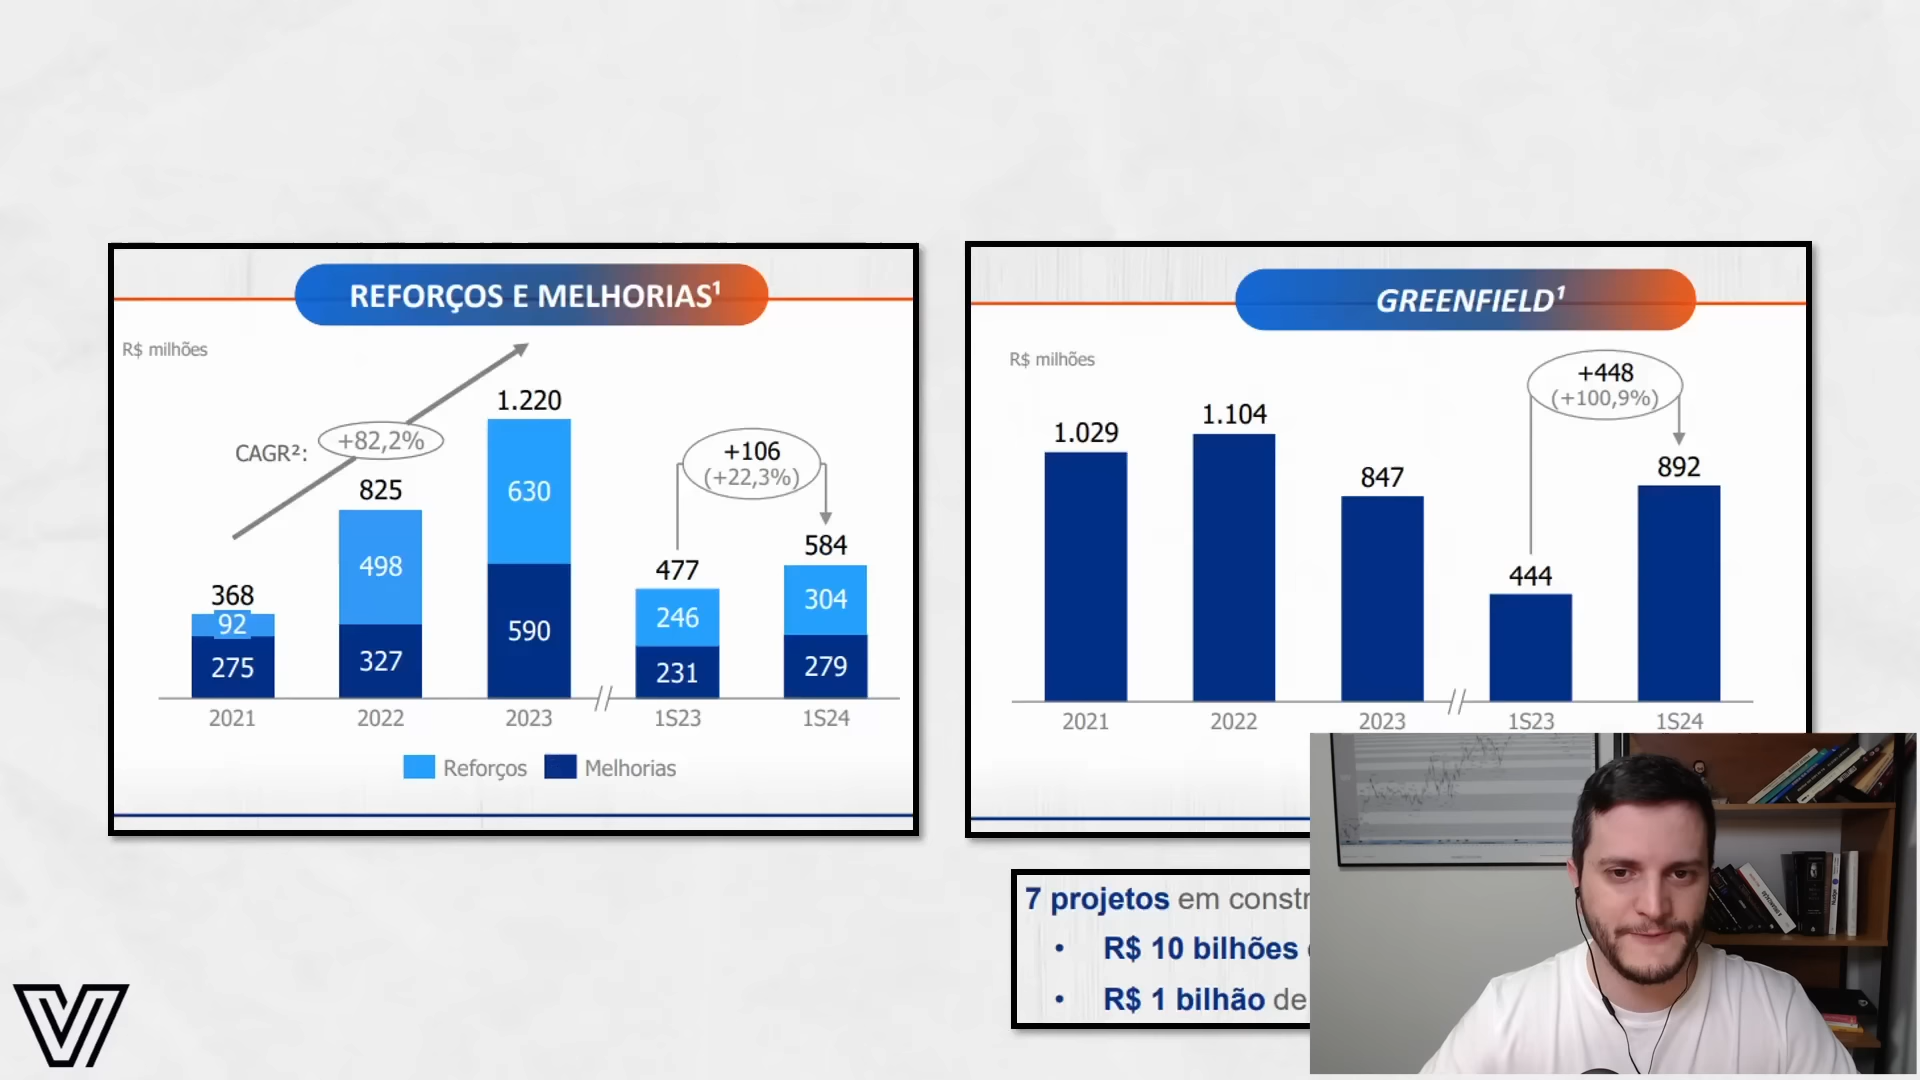 REFORÇOS E MELHORIAS¹
R$ milhões
CAGR²:
+82,2%
368
92
275
825
498
327
1.220
630
590
+106
(+22,3%)
477
246
231
584
304
279
2021
2022
2023
1S23
1S24
Reforços
Melhorias
GREENFIELD¹
R$ milhões
+448
(+100,9%)
1.029
1.104
847
444
892
2021
2022
2023
1S23
1S24
7 projetos em constr
• R$ 10 bilhões
• R$ 1 bilhão de